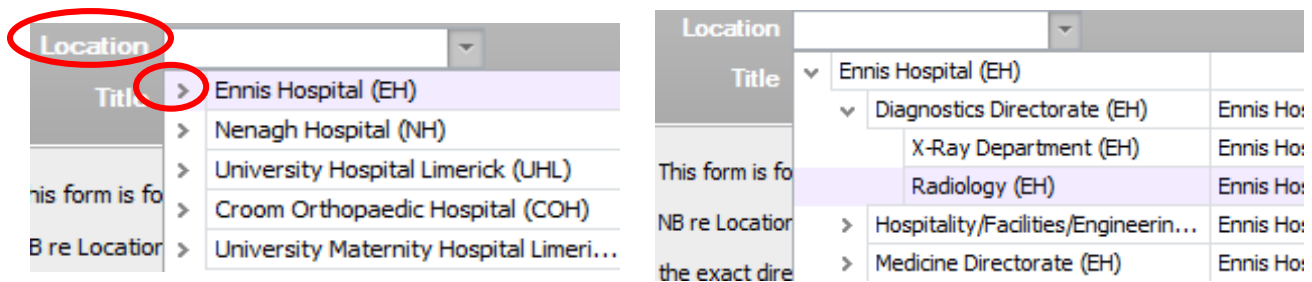 Location
Title
Ennis Hospital (EH)
Nenagh Hospital (NH)
University Hospital Limerick (UHL)
Croom Orthopaedic Hospital (COH)
University Maternity Hospital Limeri...
his form is fo
B re Location
Location
Title
Ennis Hospital (EH)
Diagnostics Directorate (EH) Ennis Hos
X-Ray Department (EH) Ennis Hos
Radiology (EH) Ennis Hos
Hospitality/Facilities/Engineerin... Ennis Hos
Medicine Directorate (EH) Ennis Hos
This form is fo
NB re Location
the exact dire